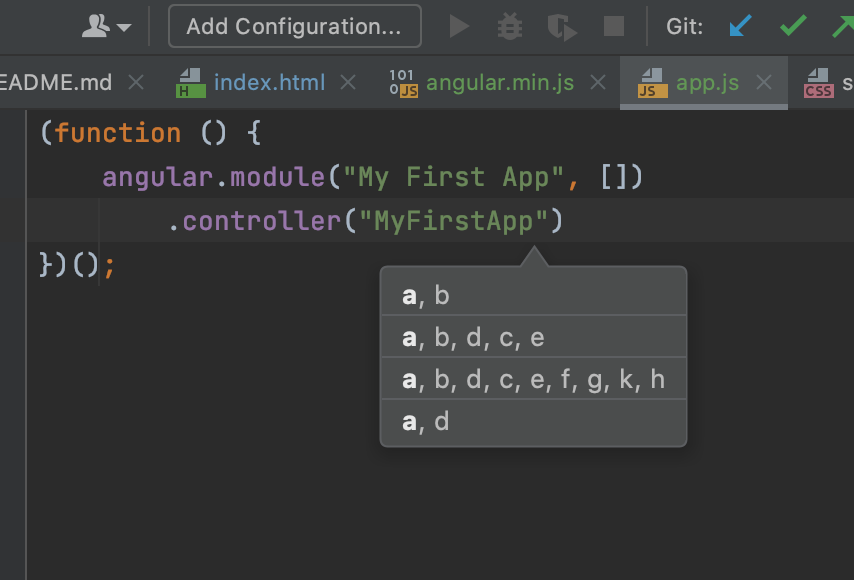 Add Configuration... Git:
EADME.md index.html angular.min.js app.js s
(function () {
angular.module("My First App", [])
.controller("MyFirstApp")
})();
a, b
a, b, d, c, e
a, b, d, c, e, f, g, k, h
a, d